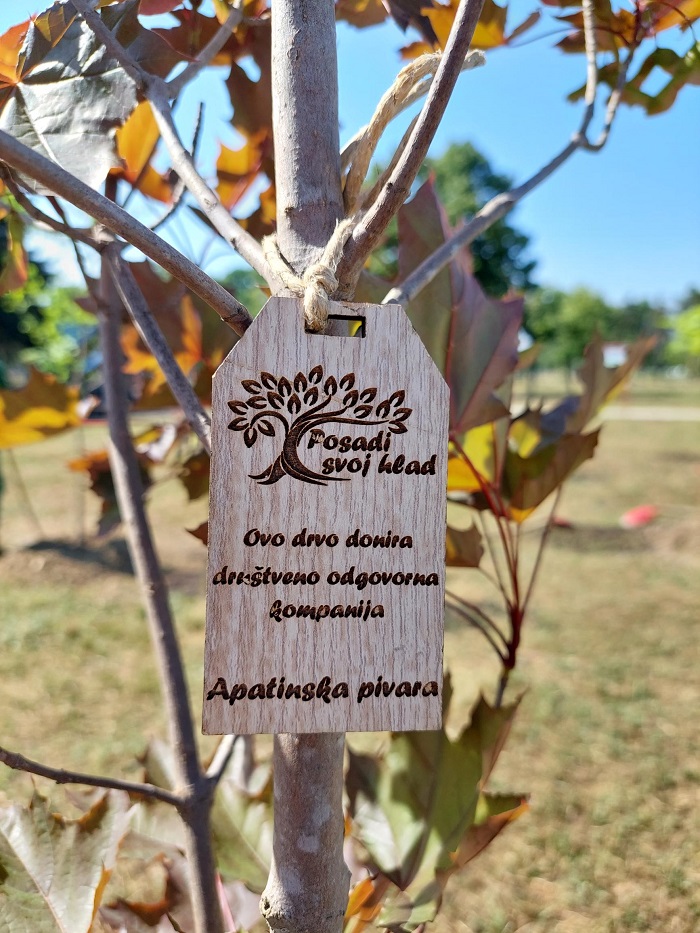 Posadi
svoj hlad
Ovo drvo donira
društveno odgovorna
kompanija
Apatinska pivara